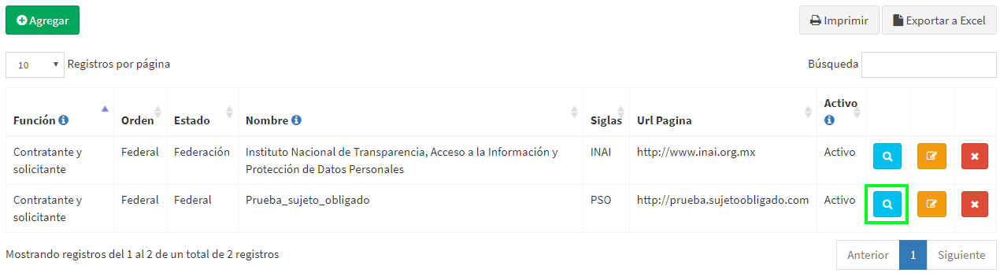 Agregar
Imprimir
Exportar a Excel
10 Registros por página
Búsqueda
Función Orden Estado Nombre Siglas Url Pagina Activo
Contratante y solicitante Federal Federación Instituto Nacional de Transparencia, Acceso a la Información y Protección de Datos Personales INAI http://www.inai.org.mx Activo
Contratante y solicitante Federal Federal Prueba_sujeto_obligado PSO http://prueba.sujetoobligado.com Activo
Mostrando registros del 1 al 2 de un total de 2 registros
Anterior 1 Siguiente